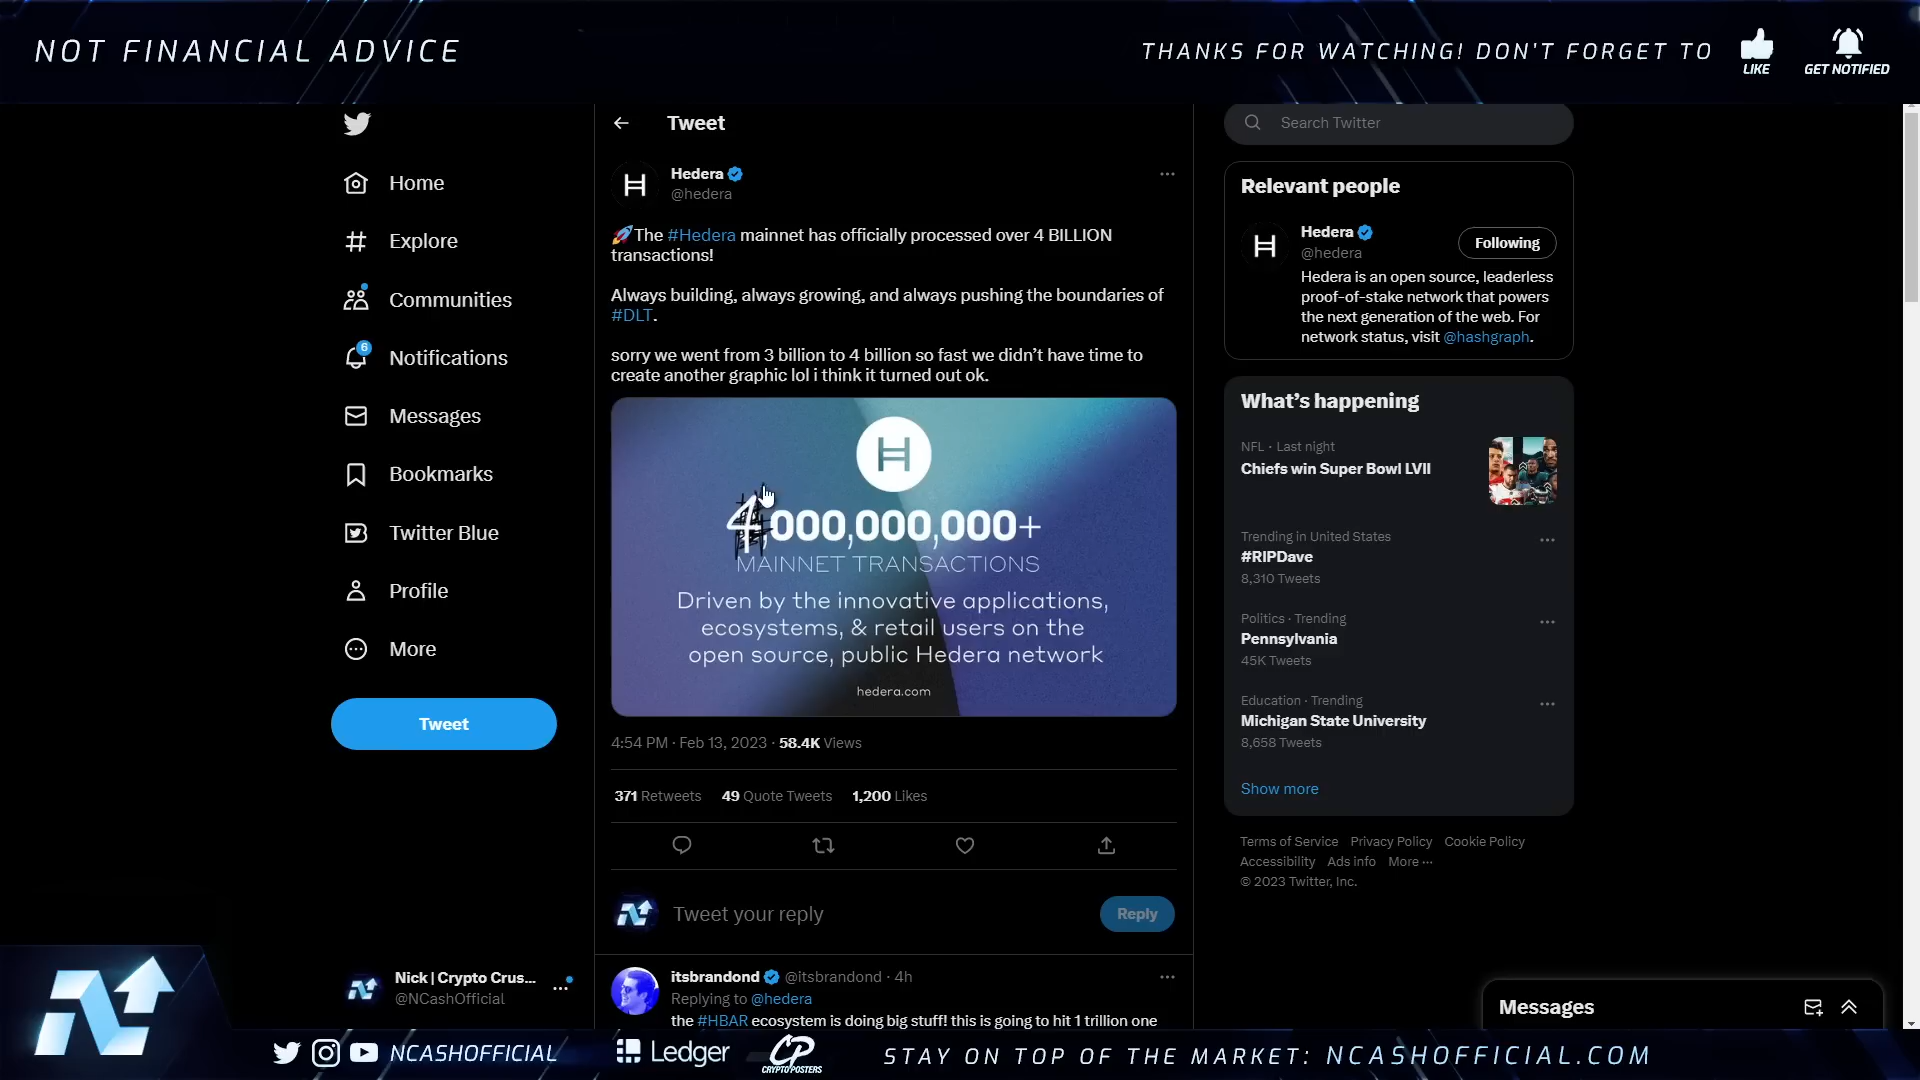 NOT FINANCIAL ADVICE
THANKS FOR WATCHING! DON'T FORGET TO
LIKE
GET NOTIFIED
Home
Explore
Communities
6
Notifications
Messages
Bookmarks
Twitter Blue
Profile
More
Tweet
Nick | Crypto Crus...
@NCashOfficial
Tweet
Hedera
@hedera
The #Hedera mainnet has officially processed over 4 BILLION
transactions!
Always building, always growing, and always pushing the boundaries of
#DLT.
sorry we went from 3 billion to 4 billion so fast we didn't have time to
create another graphic lol i think it turned out ok.
4,000,000,000+
MAINNET TRANSACTIONS
Driven by the innovative applications,
ecosystems, & retail users on the
open source, public Hedera network
hedera.com
4:54 PM · Feb 13, 2023 · 58.4K Views
371 Retweets 49 Quote Tweets 1,200 Likes
Tweet your reply
Reply
itsbrandond @itsbrandond · 4h
Replying to @hedera
the #HBAR ecosystem is doing big stuff! this is going to hit 1 trillion one
Search Twitter
Relevant people
Hedera
@hedera
Following
Hedera is an open source, leaderless
proof-of-stake network that powers
the next generation of the web. For
network status, visit @hashgraph.
What's happening
NFL · Last night
Chiefs win Super Bowl LVII
Trending in United States
#RIPDave
8,310 Tweets
Politics · Trending
Pennsylvania
45K Tweets
Education · Trending
Michigan State University
8,658 Tweets
Show more
Terms of Service Privacy Policy Cookie Policy
Accessibility Ads info More ···
© 2023 Twitter, Inc.
Messages
NCASHOFFICIAL
Ledger
CP
CRYPTOPOSTERS
STAY ON TOP OF THE MARKET: NCASHOFFICIAL.COM